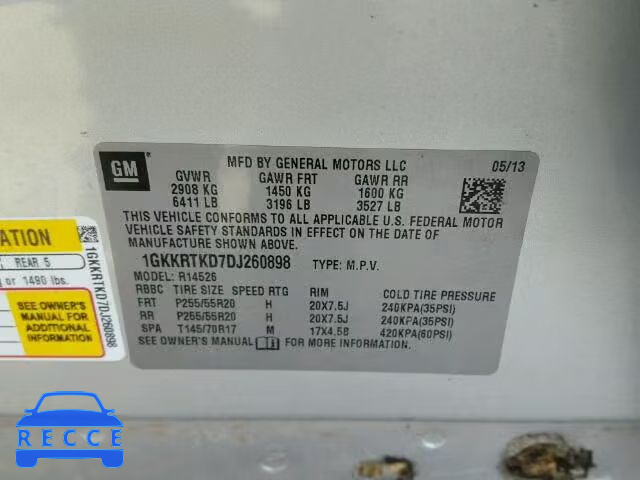 GM
MFD BY GENERAL MOTORS LLC
05/13
GVWR GAWR FRT GAWR RR
2908 KG 1450 KG 1600 KG
6411 LB 3196 LB 3527 LB
THIS VEHICLE CONFORMS TO ALL APPLICABLE U.S. FEDERAL MOTOR
VEHICLE SAFETY STANDARDS IN EFFECT ON THE DATE OF
MANUFACTURE SHOWN ABOVE.
1GKKRTKD7DJ260898 TYPE: M.P.V.
MODEL: R14526
RBBC TIRE SIZE SPEED RTG RIM COLD TIRE PRESSURE
FRT P255/55R20 H 20X7.5J 240KPA(35PSI)
RR P255/55R20 H 20X7.5J 240KPA(35PSI)
SPA T145/70R17 M 17X4.5B 420KPA(60PSI)
SEE OWNER'S MANUAL FOR MORE INFORMATION.
ATION
REAR 5
or 1490 lbs.
SEE OWNER'S
MANUAL FOR
ADDITIONAL
INFORMATION
1GKKRTKD7DJ260898
RECCE